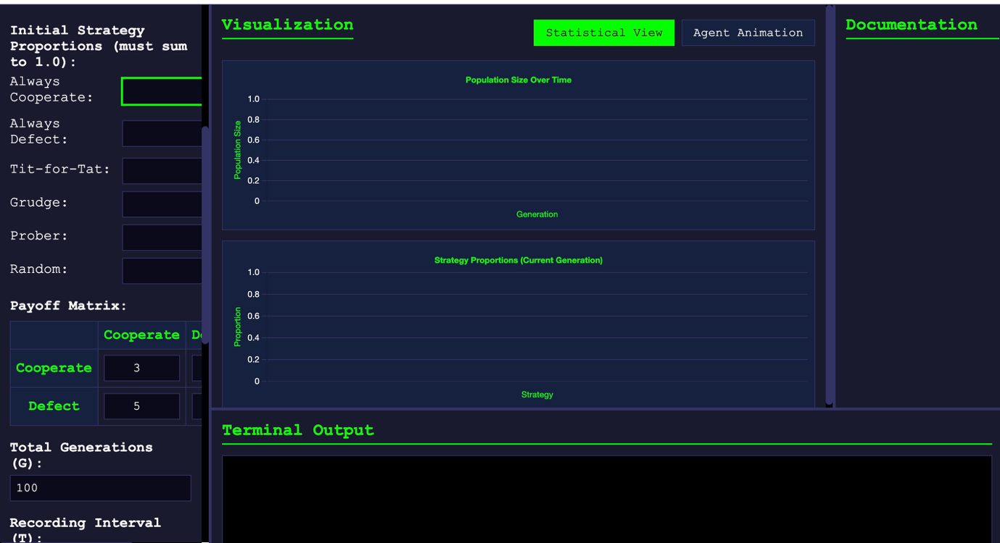 Initial Strategy
Proportions (must sum
to 1.0):
Always
Cooperate:
Always
Defect:
Tit-for-Tat:
Grudge:
Prober:
Random:
Payoff Matrix:
Cooperate
Cooperate
3
Defect
5
Total Generations
(G):
100
Recording Interval
(T):
Visualization
Statistical View
Agent Animation
Population Size Over Time
Population Size
1.0
0.8
0.6
0.4
0.2
0
Generation
Strategy Proportions (Current Generation)
Proportion
1.0
0.8
0.6
0.4
0.2
0
Strategy
Terminal Output
Documentation